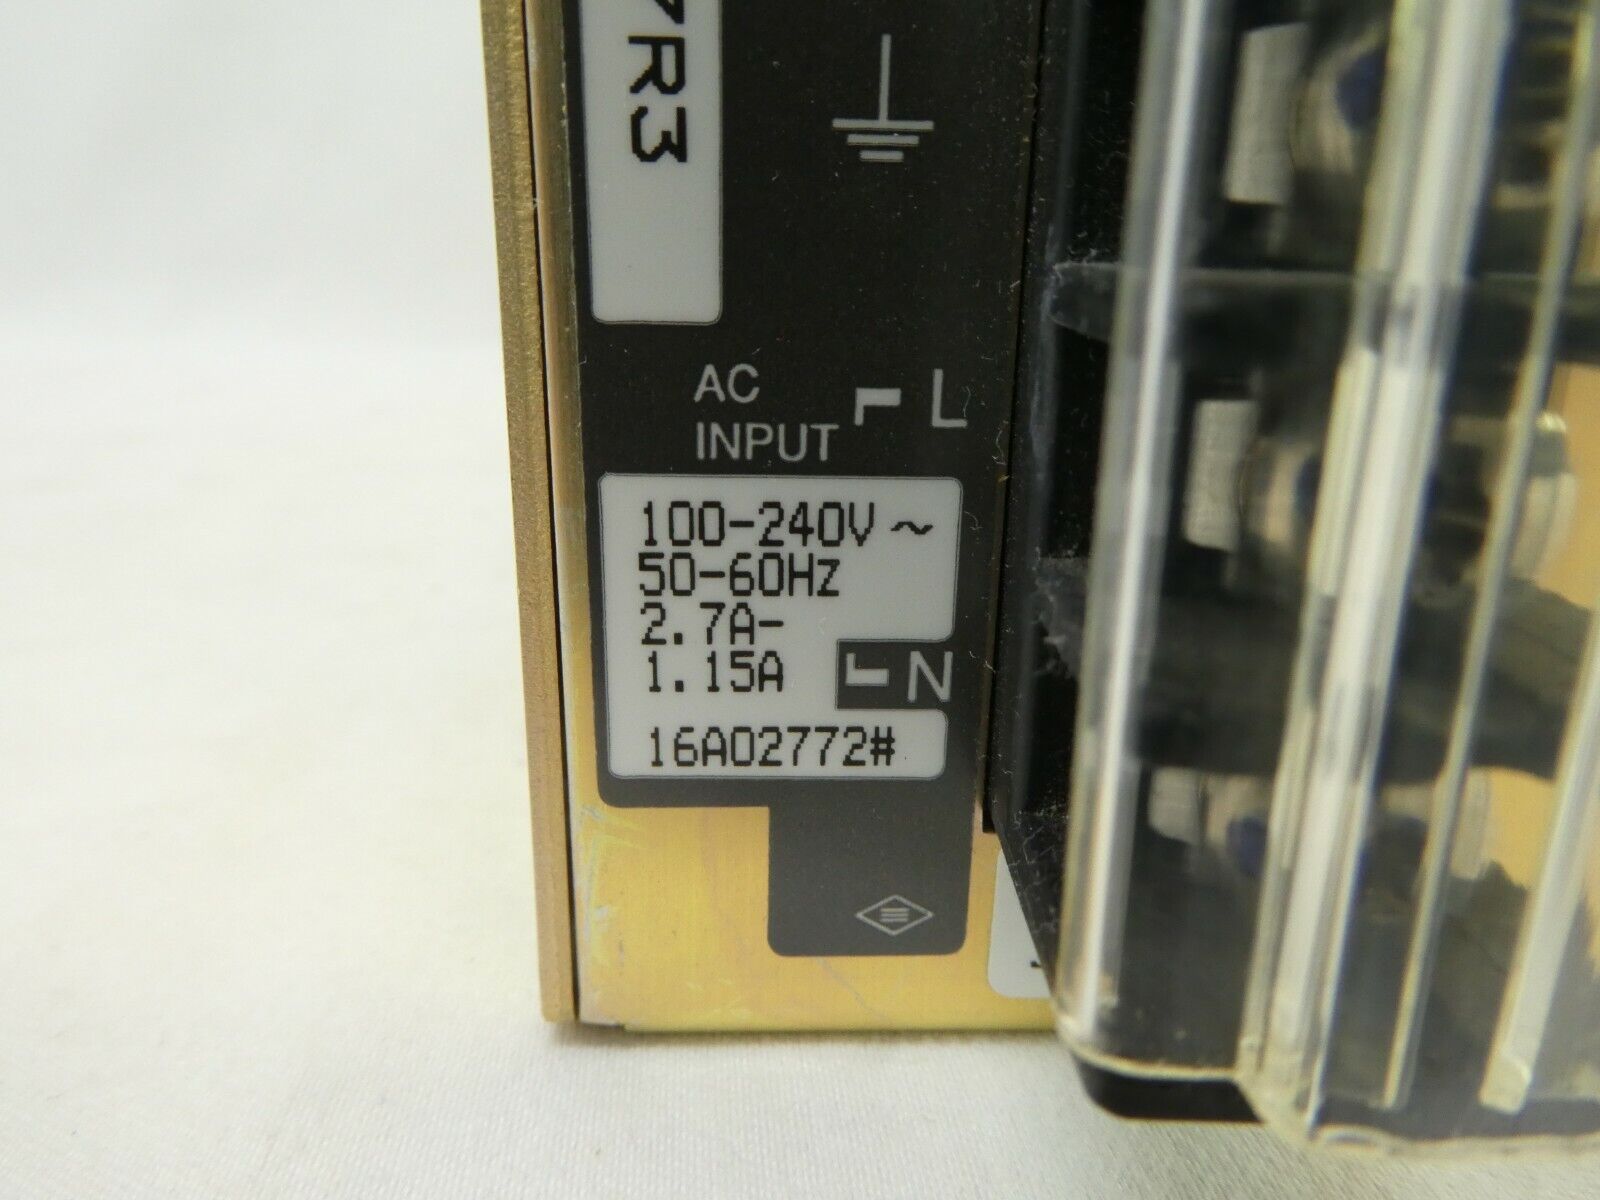 7R3
AC
INPUT
L
100-240V ~
50-60Hz
2.7A-
1.15A
N
16A02772#